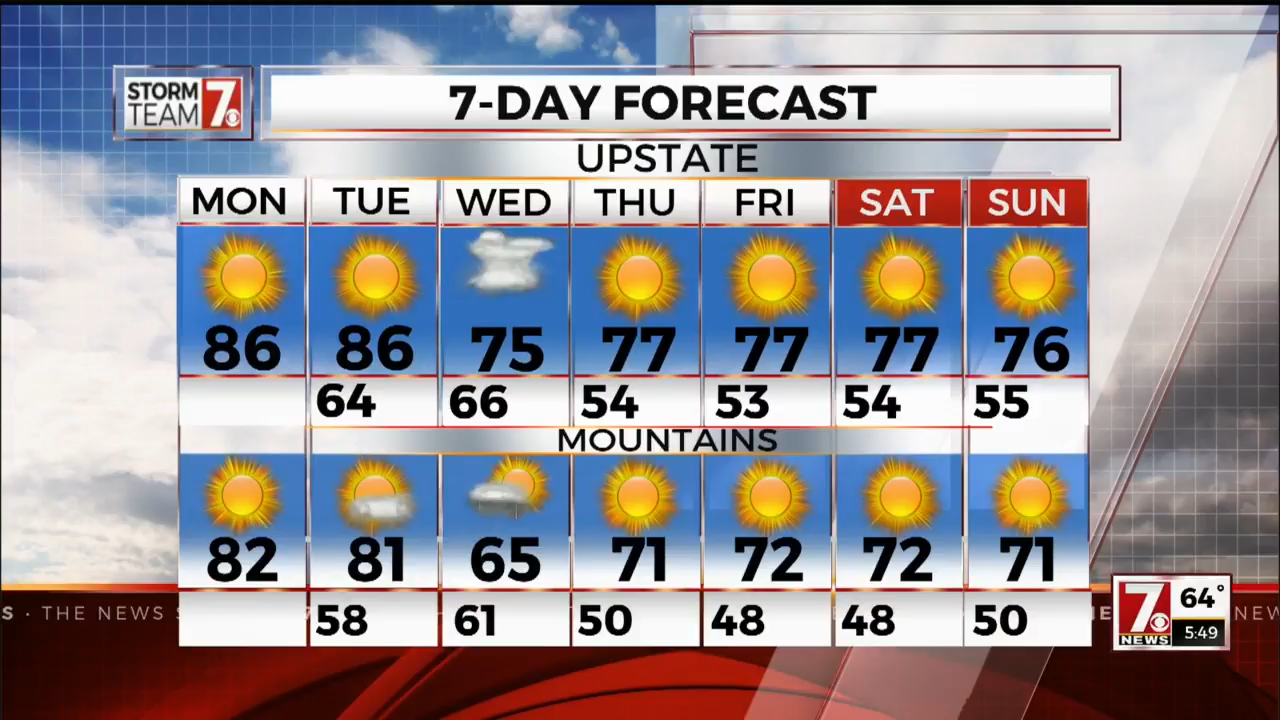 STORM
TEAM 7
7-DAY FORECAST
UPSTATE
MON TUE WED THU FRI SAT SUN
86 86 75 77 77 77 76
64 66 54 53 54 55
MOUNTAINS
82 81 65 71 72 72 71
58 61 50 48 48 50
S · THE NEWS
NEW
7 64°
NEWS 5:49